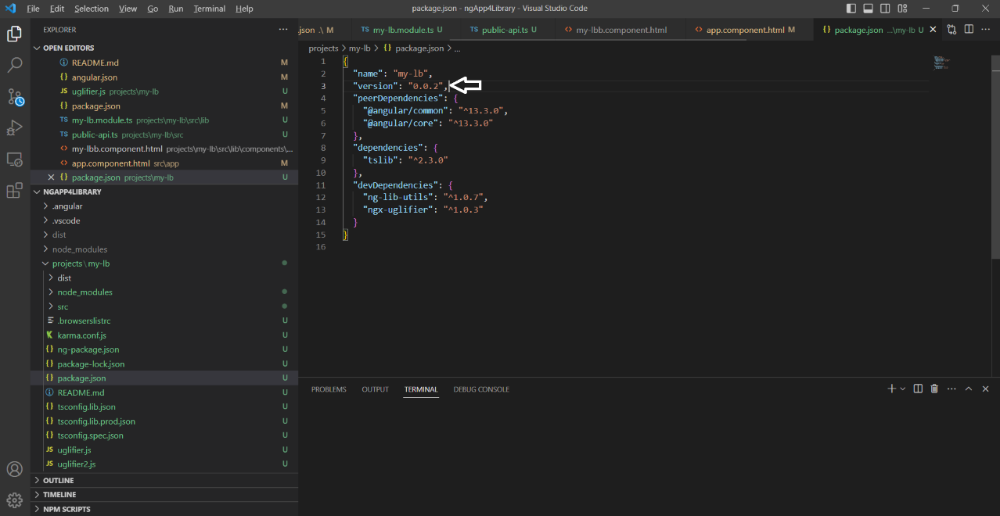 File Edit Selection View Go Run Terminal Help
package.json - ngApp4Library - Visual Studio Code
EXPLORER
OPEN EDITORS
README.md M
angular.json M
JS uglifier.js projects\my-lb U
package.json M
TS my-lb.module.ts projects\my-lb\src\lib U
TS public-api.ts projects\my-lb\src U
my-lbb.component.html projects\my-lb\src\lib\components\...
app.component.html src\app M
package.json projects\my-lb U
NGAPP4LIBRARY
.angular
.vscode
dist
node_modules
projects\my-lb
dist
node_modules
src
.browserslistrc U
karma.conf.js U
ng-package.json U
package-lock.json U
package.json U
README.md U
tsconfig.lib.json U
tsconfig.lib.prod.json U
tsconfig.spec.json U
JS uglifier.js U
JS uglifier2.js U
OUTLINE
TIMELINE
NPM SCRIPTS
.json .\ M
TS my-lb.module.ts U
TS public-api.ts U
my-lbb.component.html
app.component.html M
{} package.json ...\my-lb U
projects > my-lb > {} package.json > ...
1 {
2 "name": "my-lb",
3 "version": "0.0.2",
4 "peerDependencies": {
5 "@angular/common": "^13.3.0",
6 "@angular/core": "^13.3.0"
7 },
8 "dependencies": {
9 "tslib": "^2.3.0"
10 },
11 "devDependencies": {
12 "ng-lib-utils": "^1.0.7",
13 "ngx-uglifier": "^1.0.3"
14 }
15 }
16
PROBLEMS OUTPUT TERMINAL DEBUG CONSOLE